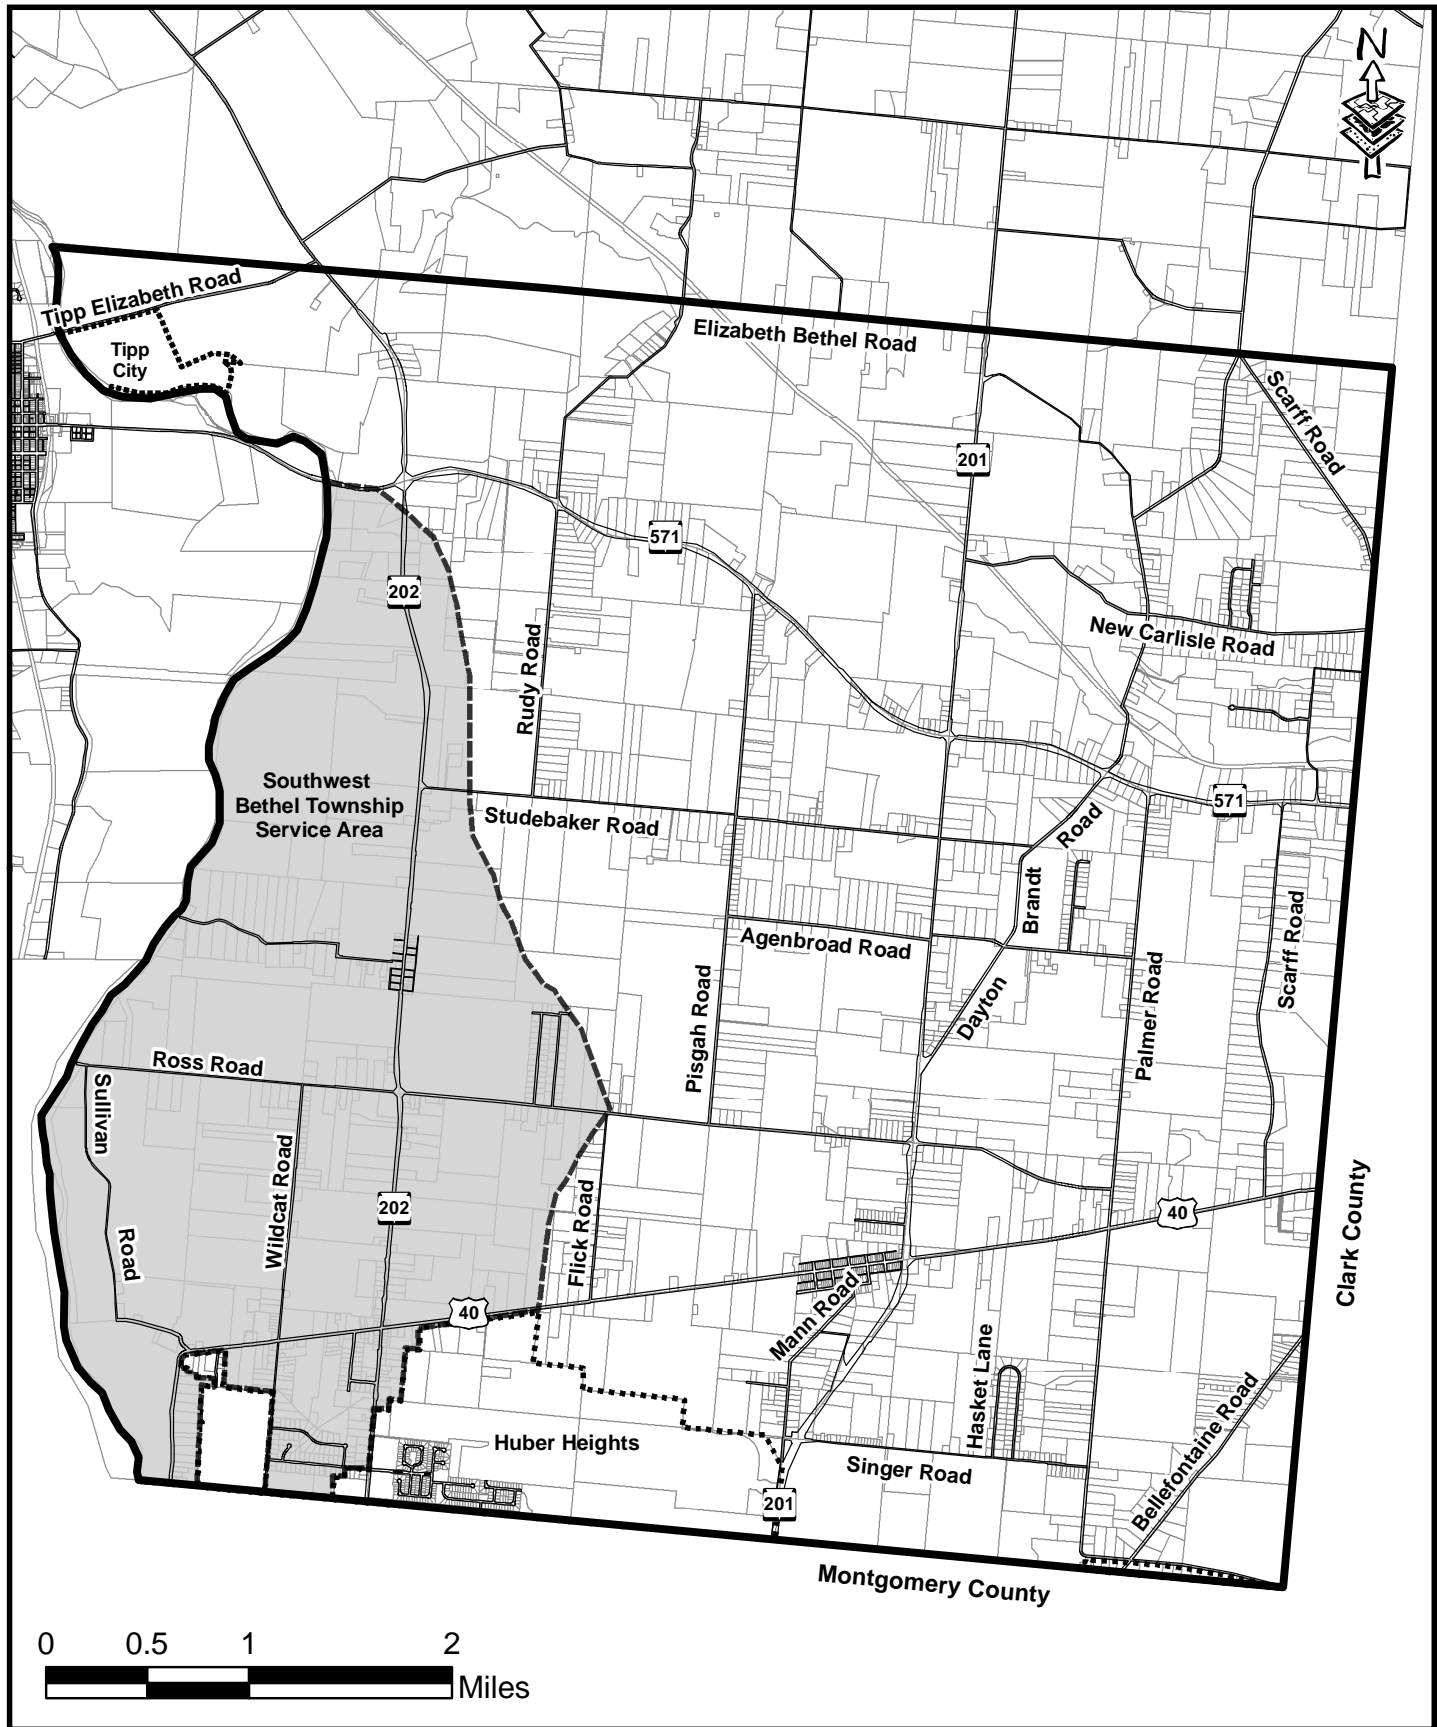 N
Tipp Elizabeth Road
Tipp
City
Elizabeth Bethel Road
Scarff Road
201
571
202
New Carlisle Road
Rudy Road
Southwest
Bethel Township
Service Area
Studebaker Road
571
Road
Brandt
Agenbroad Road
Scarff Road
Pisgah Road
Dayton
Palmer Road
Ross Road
Sullivan
Road
Wildcat Road
202
Flick Road
40
Clark County
40
Mann Road
Hasket Lane
Bellefontaine Road
Huber Heights
Singer Road
201
Montgomery County
0 0.5 1 2
Miles